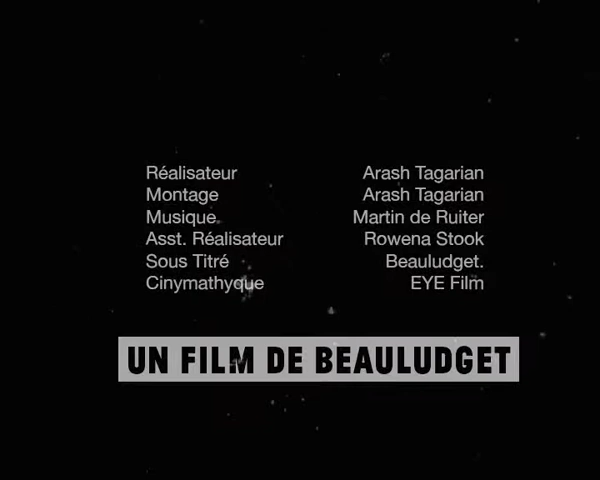 Réalisateur Arash Tagarian
Montage Arash Tagarian
Musique Martin de Ruiter
Asst. Réalisateur Rowena Stook
Sous Titré Beauludget.
Cinymathyque EYE Film
UN FILM DE BEAULUDGET